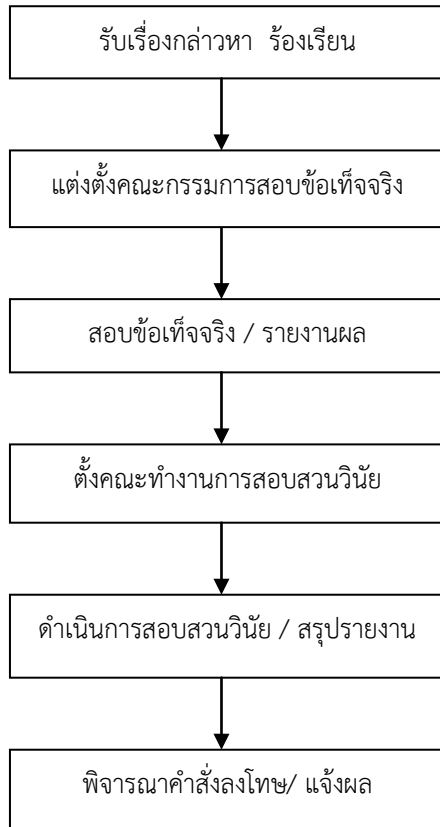 รับเรื่องกล่าวหา ร้องเรียน
แต่งตั้งคณะกรรมการสอบข้อเท็จจริง
สอบข้อเท็จจริง / รายงานผล
ตั้งคณะทำงานการสอบสวนวินัย
ดำเนินการสอบสวนวินัย / สรุปรายงาน
พิจารณาคำสั่งลงโทษ/ แจ้งผล